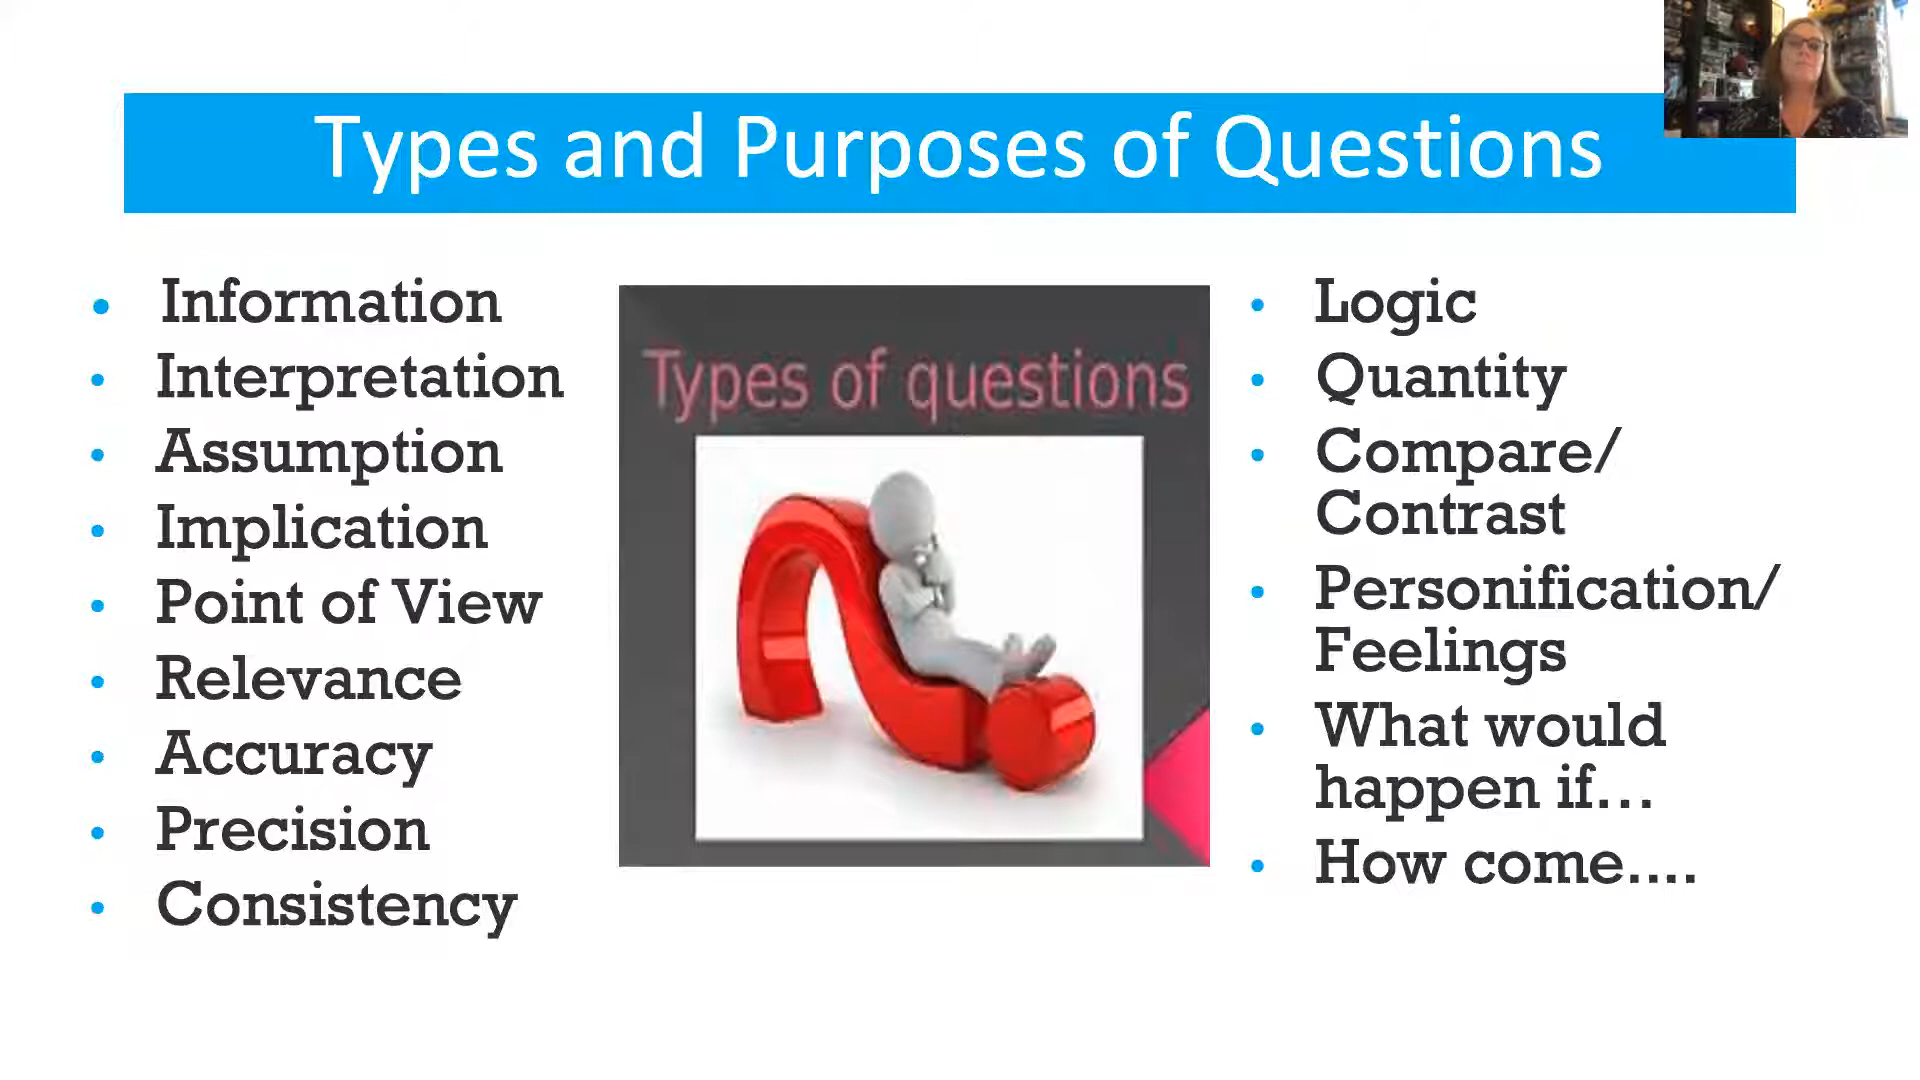 Types and Purposes of Questions
Information
Interpretation
Assumption
Implication
Point of View
Relevance
Accuracy
Precision
Consistency
Types of questions
Logic
Quantity
Compare/
Contrast
Personification/
Feelings
What would
happen if...
How come....